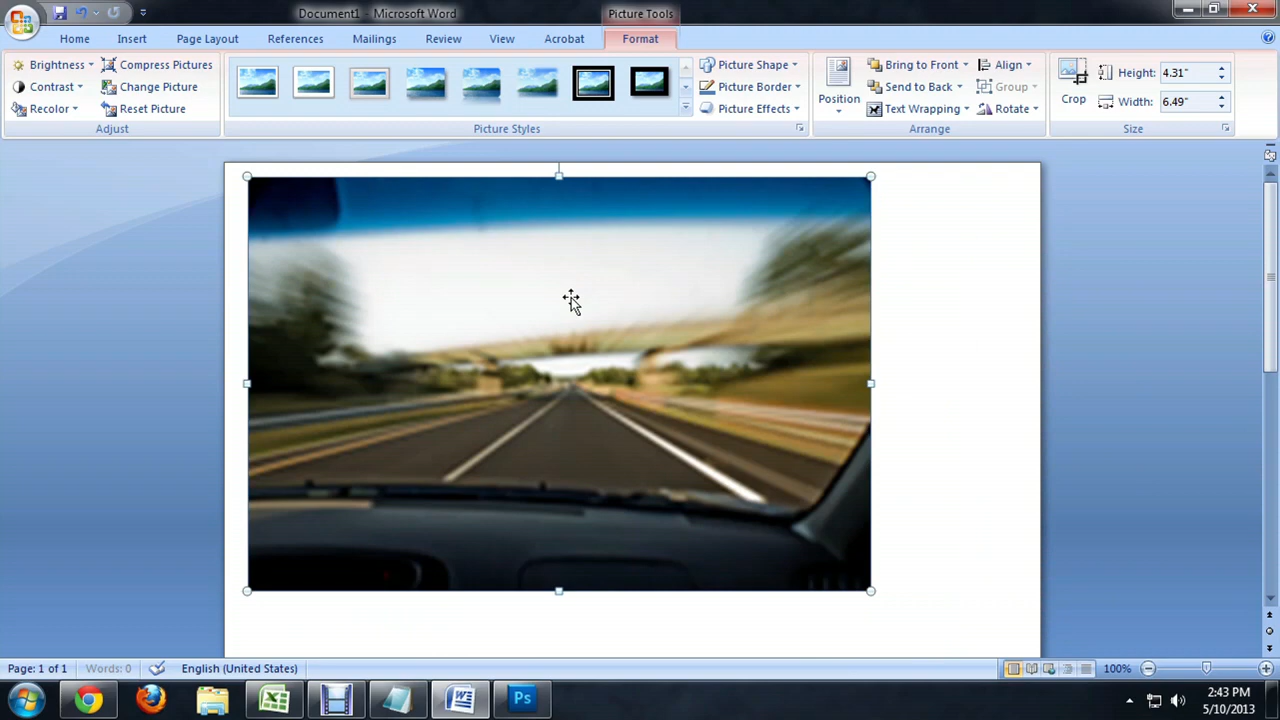 Document1 - Microsoft Word
Picture Tools
Home Insert Page Layout References Mailings Review View Acrobat Format
Brightness Compress Pictures Picture Shape Bring to Front Align Height: 4.31"
Contrast Change Picture Picture Border Position Send to Back Group Crop Width: 6.49"
Recolor Reset Picture Picture Effects Text Wrapping Rotate
Adjust Picture Styles Arrange Size
Page: 1 of 1 Words: 0 English (United States) 100%
Ps
2:43 PM
5/10/2013